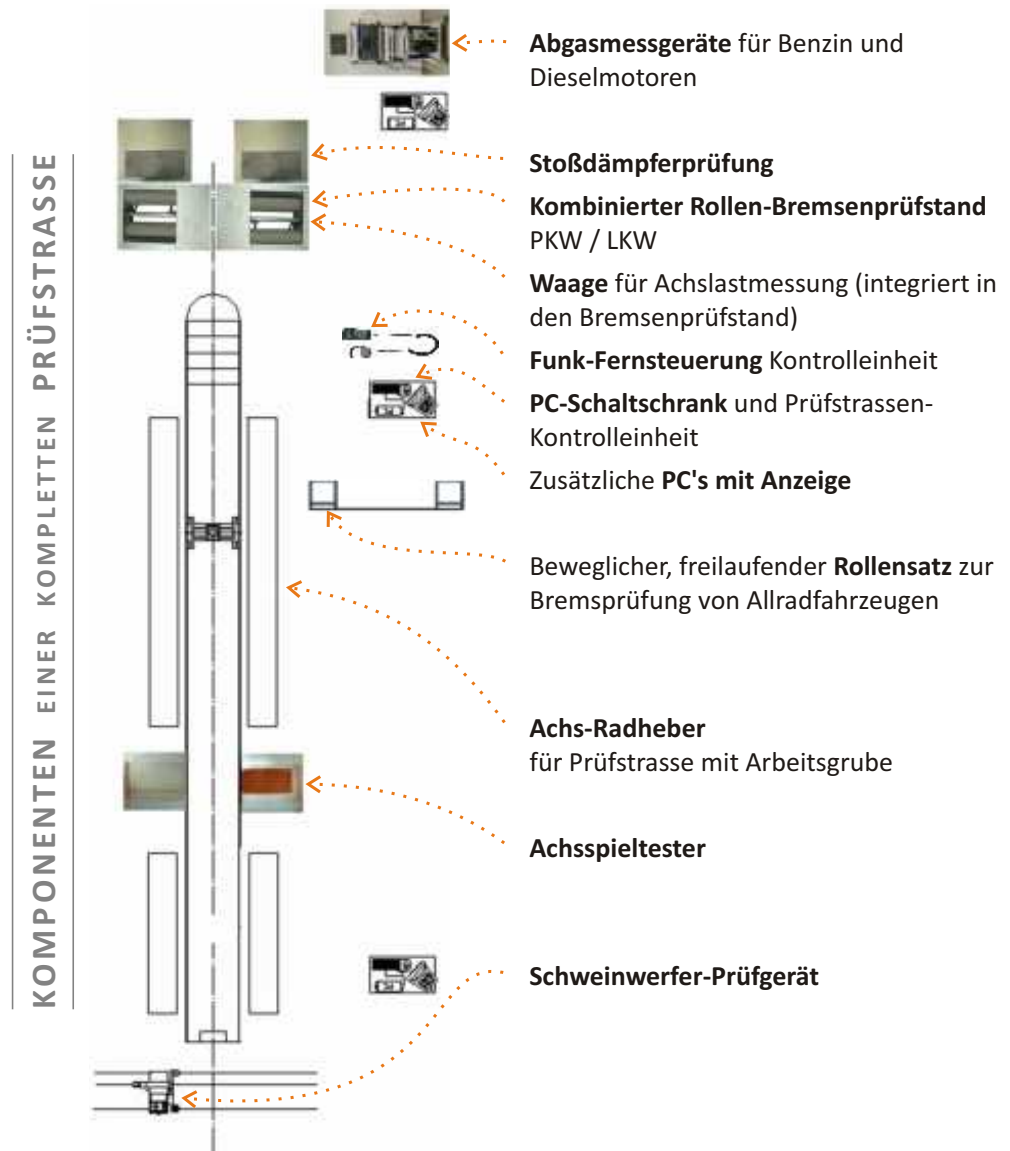 KOMPONENTEN EINER KOMPLETTEN PRÜFSTRASSE
Abgasmessgeräte für Benzin und
Dieselmotoren
Stoßdämpferprüfung
Kombinierter Rollen-Bremsenprüfstand
PKW / LKW
Waage für Achslastmessung (integriert in
den Bremsenprüfstand)
Funk-Fernsteuerung Kontrolleinheit
PC-Schaltschrank und Prüfstrassen-
Kontrolleinheit
Zusätzliche PC's mit Anzeige
Beweglicher, freilaufender Rollensatz zur
Bremsprüfung von Allradfahrzeugen
Achs-Radheber
für Prüfstrasse mit Arbeitsgrube
Achsspieltester
Schweinwerfer-Prüfgerät